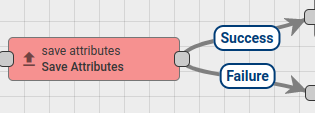 save attributes
Save Attributes
Success
Failure